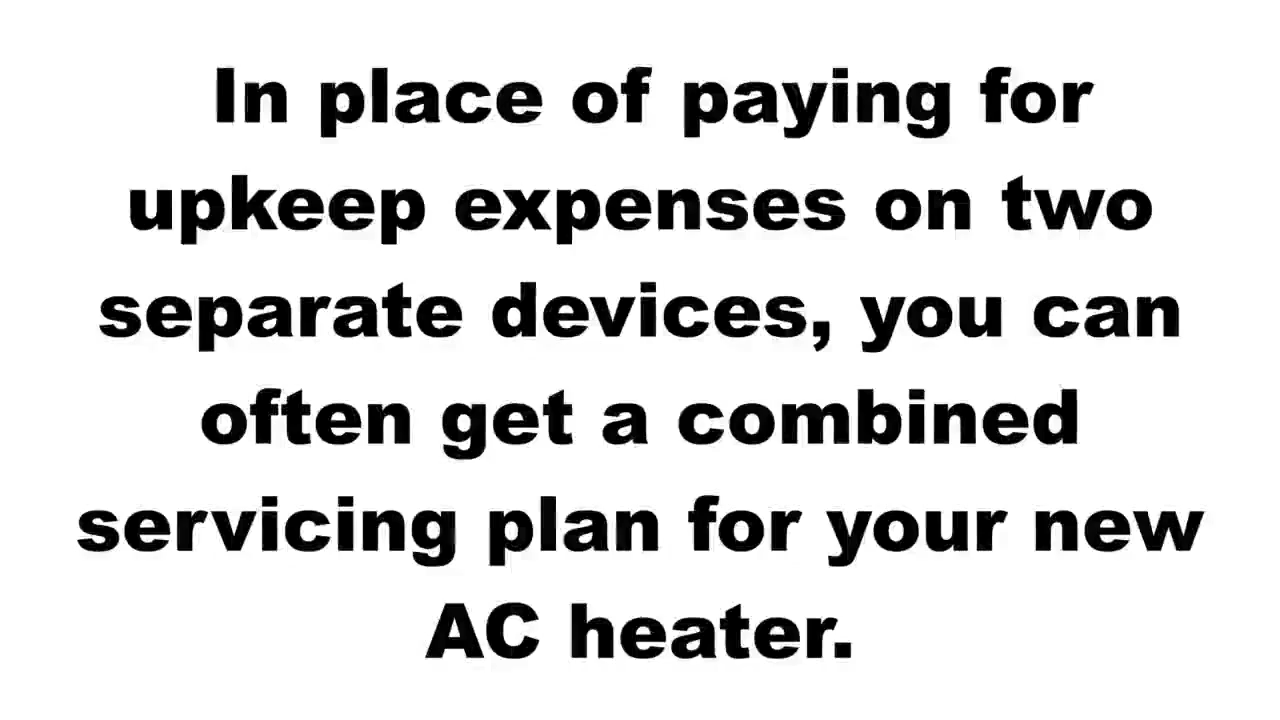 In place of paying for
upkeep expenses on two
separate devices, you can
often get a combined
servicing plan for your new
AC heater.